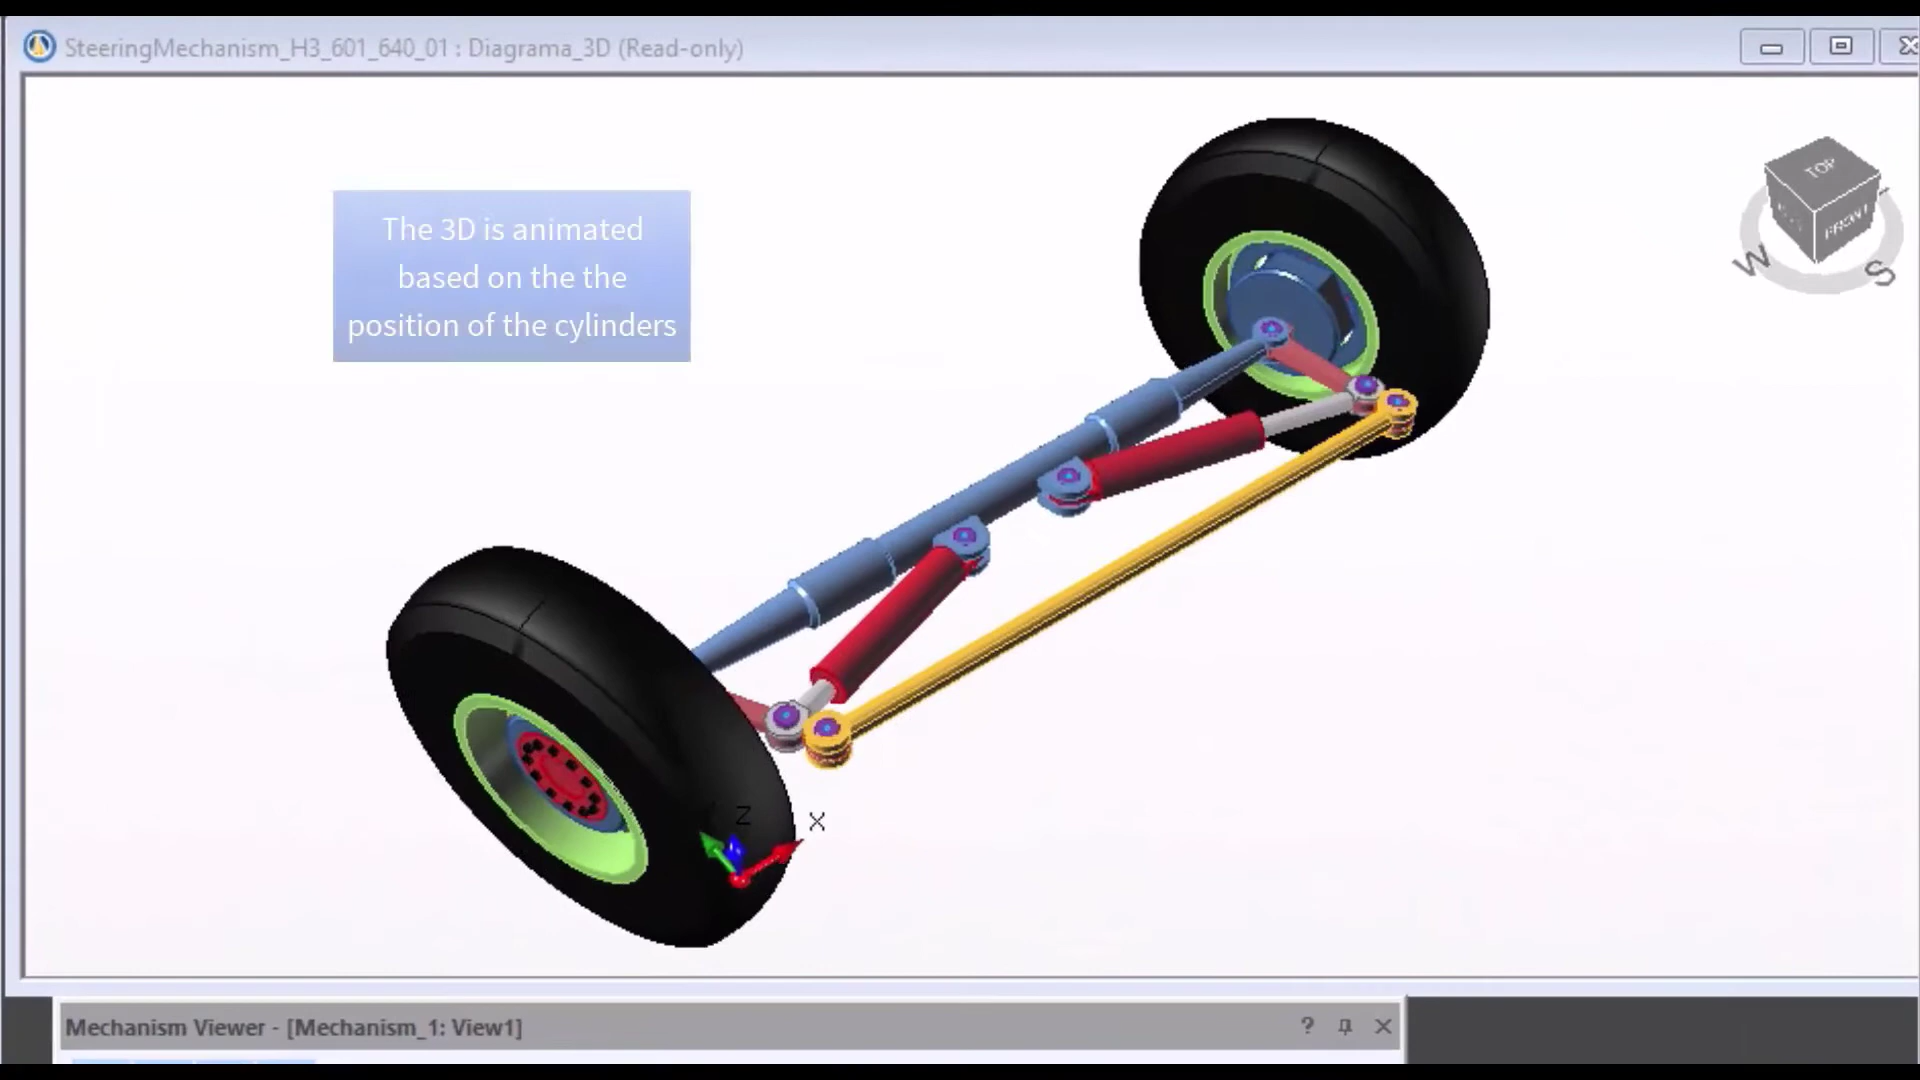 SteeringMechanism_H3_601_640_01 : Diagrama_3D (Read-only)
The 3D is animated
based on the the
position of the cylinders
TOP
FRONT
W
S
Z
X
Mechanism Viewer - [Mechanism_1: View1]